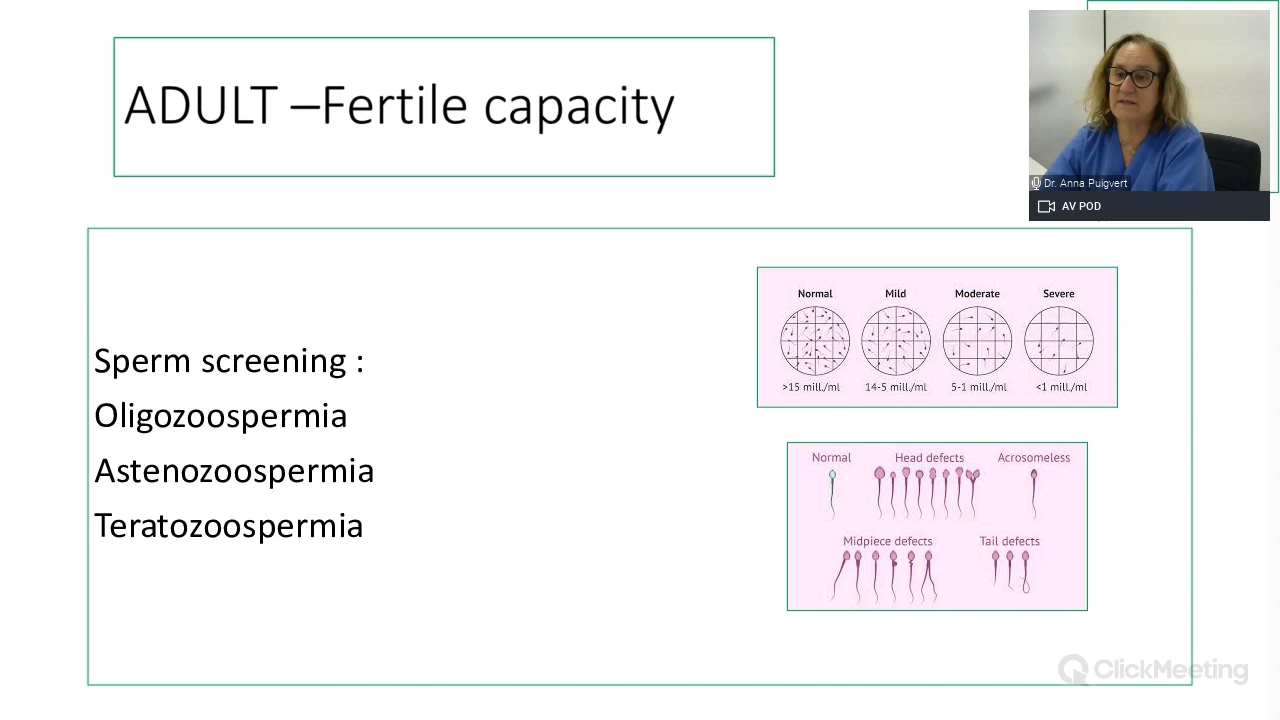 ADULT –Fertile capacity
Dr. Anna Puigvert
AV POD
Sperm screening :
Oligozoospermia
Astenozoospermia
Teratozoospermia
Normal Mild Moderate Severe
>15 mill./ml 14-5 mill./ml 5-1 mill./ml <1 mill./ml
Normal Head defects Acrosomeless
Midpiece defects Tail defects
ClickMeeting